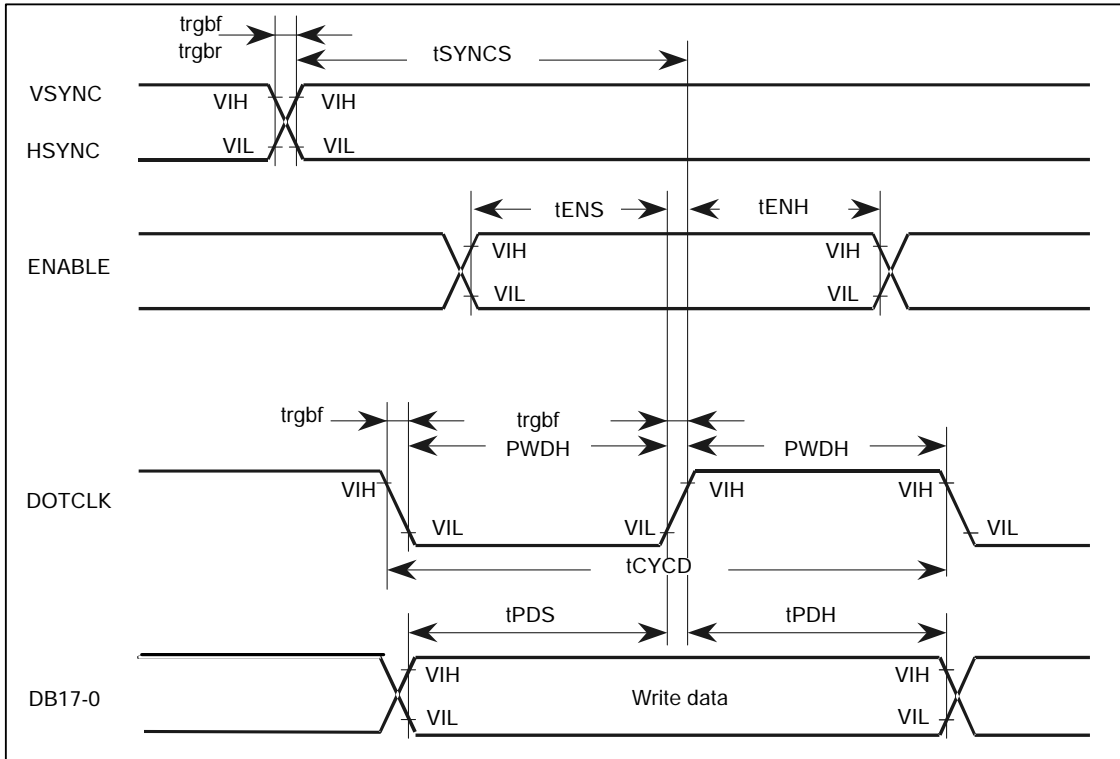 trgbf
trgbr
tSYNCS
VSYNC
VIH
VIH
HSYNC
VIL
VIL
tENS
tENH
ENABLE
VIH
VIH
VIL
VIL
trgbf
trgbf
PWDH
PWDH
DOTCLK
VIH
VIH
VIH
VIL
VIL
VIL
tCYCD
tPDS
tPDH
DB17-0
VIH
Write data
VIH
VIL
VIL